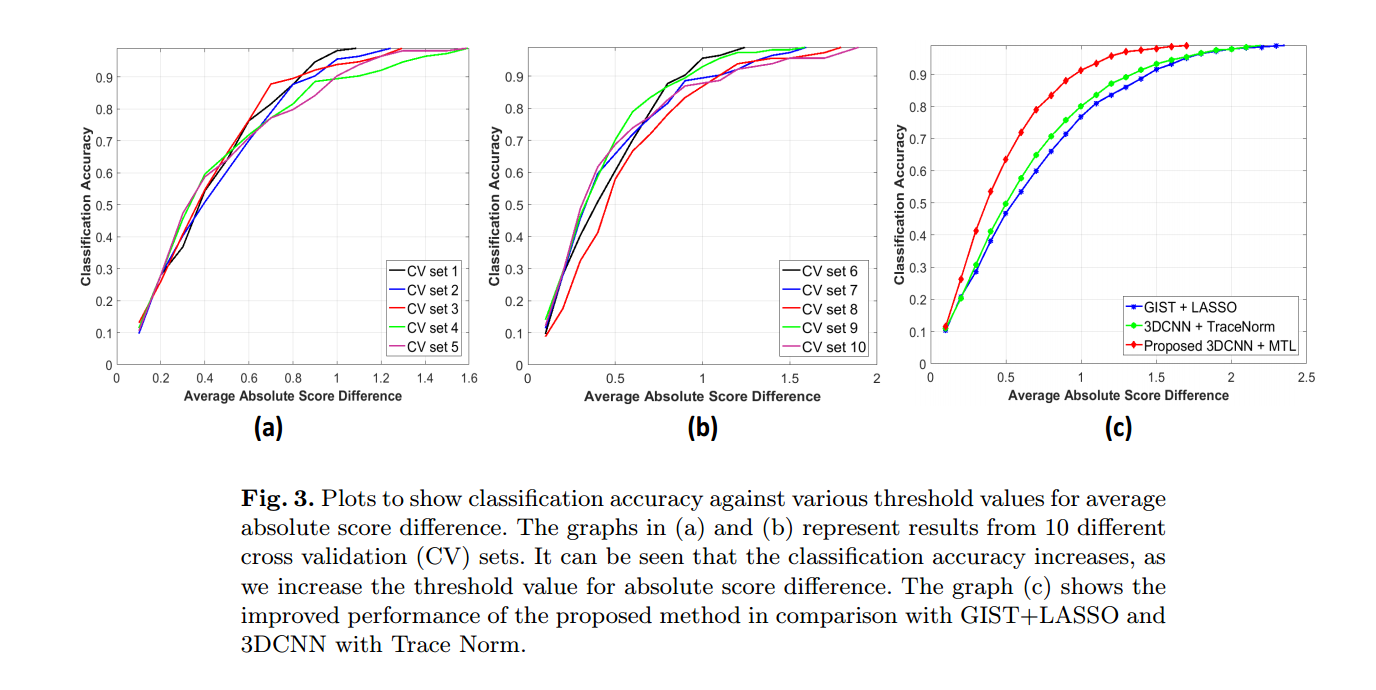 Classification Accuracy
0.9
0.8
0.7
0.6
0.5
0.4
0.3
0.2
0.1
0
0 0.2 0.4 0.6 0.8 1 1.2 1.4 1.6
Average Absolute Score Difference
CV set 1
CV set 2
CV set 3
CV set 4
CV set 5
(a)
Classification Accuracy
0.9
0.8
0.7
0.6
0.5
0.4
0.3
0.2
0.1
0
0 0.5 1 1.5 2
Average Absolute Score Difference
CV set 6
CV set 7
CV set 8
CV set 9
CV set 10
(b)
Classification Accuracy
0.9
0.8
0.7
0.6
0.5
0.4
0.3
0.2
0.1
0
0 0.5 1 1.5 2 2.5
Average Absolute Score Difference
GIST + LASSO
3DCNN + TraceNorm
Proposed 3DCNN + MTL
(c)
Fig. 3. Plots to show classification accuracy against various threshold values for average
absolute score difference. The graphs in (a) and (b) represent results from 10 different
cross validation (CV) sets. It can be seen that the classification accuracy increases, as
we increase the threshold value for absolute score difference. The graph (c) shows the
improved performance of the proposed method in comparison with GIST+LASSO and
3DCNN with Trace Norm.